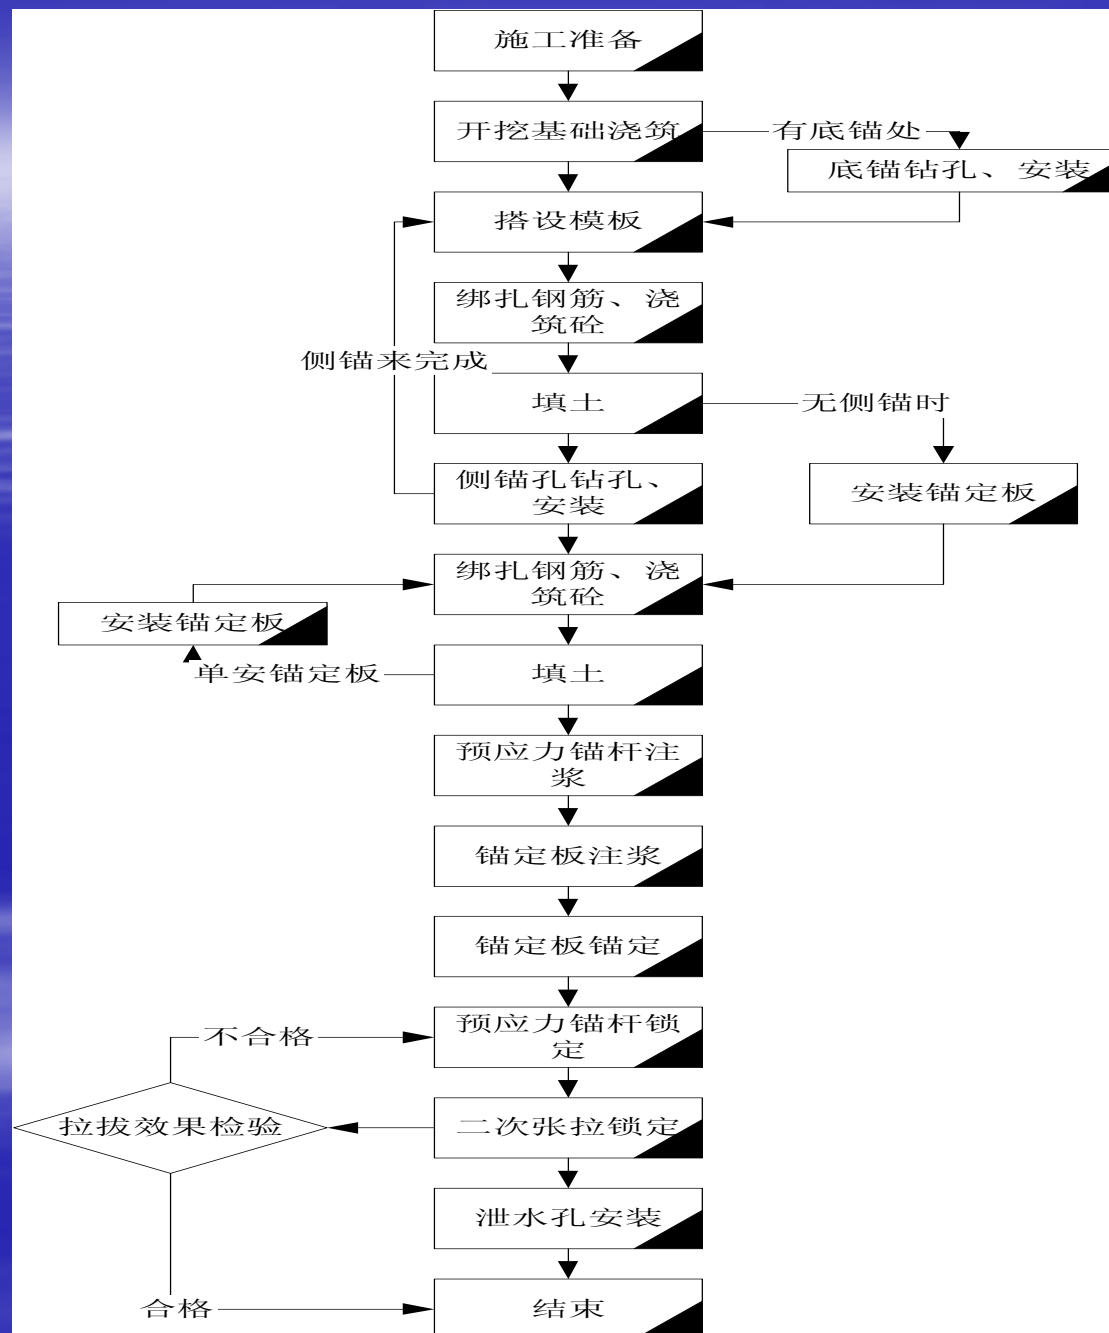 施工准备
开挖基础浇筑
有底锚处
底锚钻孔、安装
搭设模板
绑扎钢筋、浇
筑砼
侧锚来完成
填土
无侧锚时
侧锚孔钻孔、
安装
安装锚定板
绑扎钢筋、浇
筑砼
安装锚定板
单安锚定板
填土
预应力锚杆注
浆
锚定板注浆
锚定板锚定
不合格
预应力锚杆锁
定
拉拔效果检验
二次张拉锁定
泄水孔安装
合格
结束